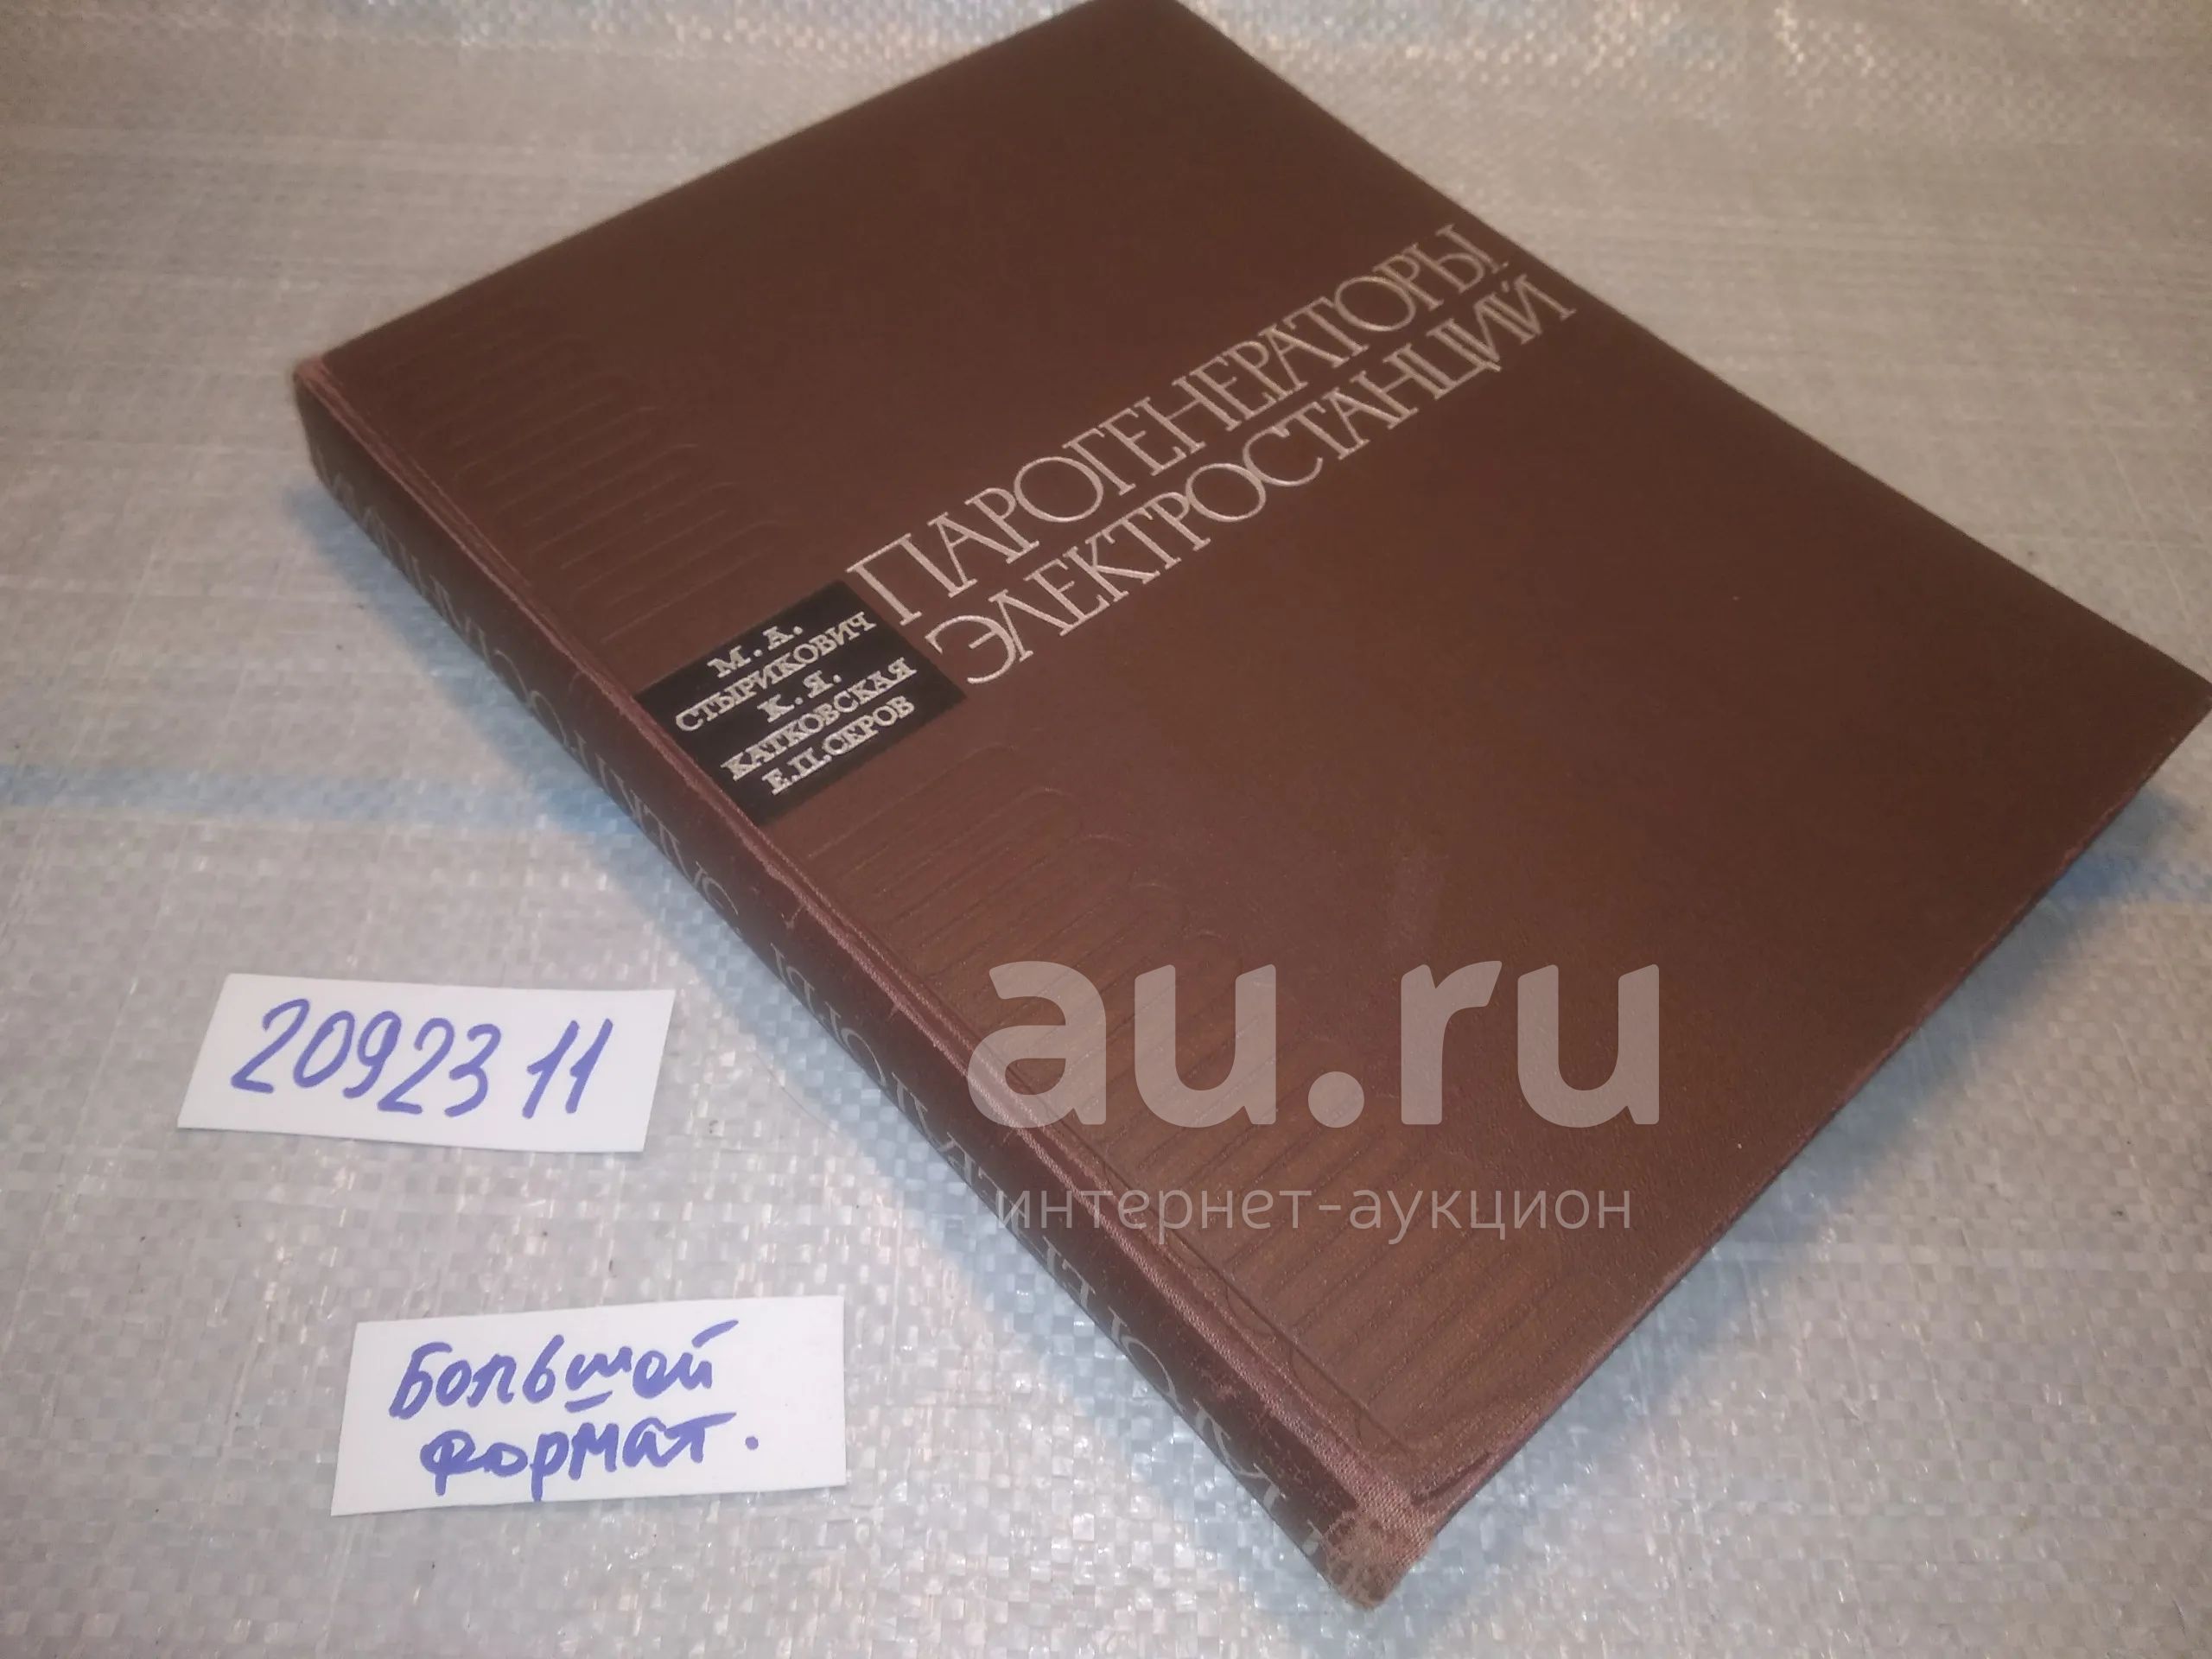 ПАРОГЕНЕРАТОРЫ
ЭЛЕКТРОСТАНЦИЙ
М. А.
СТЫРИКОВИЧ
К. Я.
КАТКОВСКАЯ
Е.П.СЕРОВ
au.ru
интернет-аукцион
20923 11
Большой
формат.